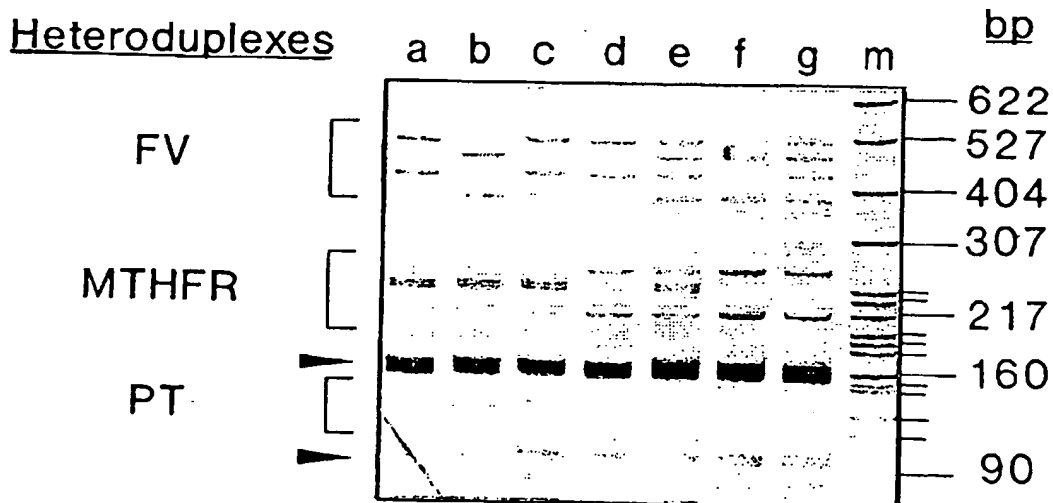 Heteroduplexes
a b c d e f g m
bp
FV
MTHFR
PT
622
527
404
307
217
160
90